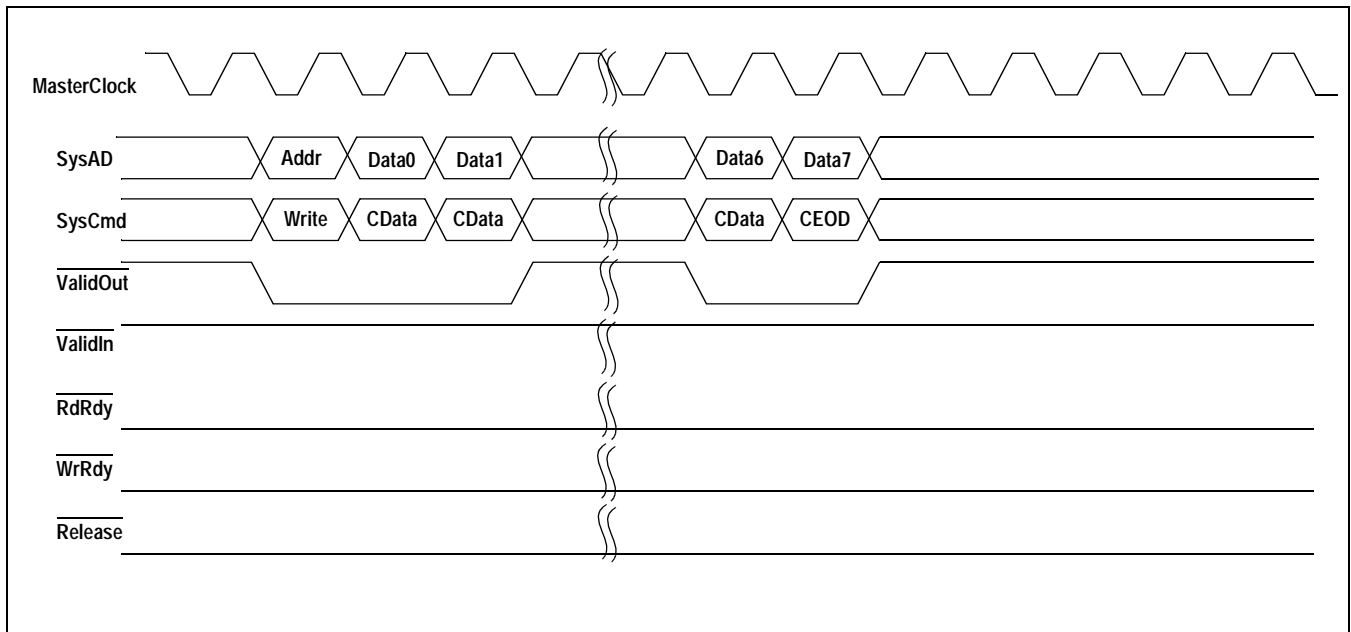 MasterClock
SysAD Addr Data0 Data1 Data6 Data7
SysCmd Write CData CData CData CEOD
ValidOut
ValidIn
RdRdy
WrRdy
Release